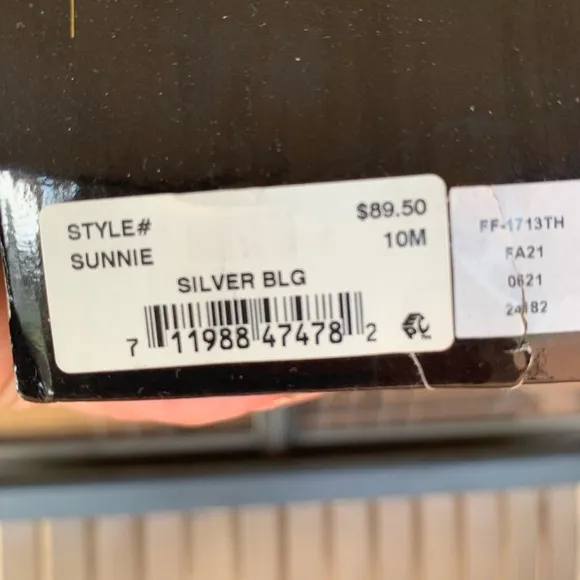 STYLE#
SUNNIE
$89.50
10M
SILVER BLG
7 11988 47478 2
FF-1713TH
FA21
0621
24182